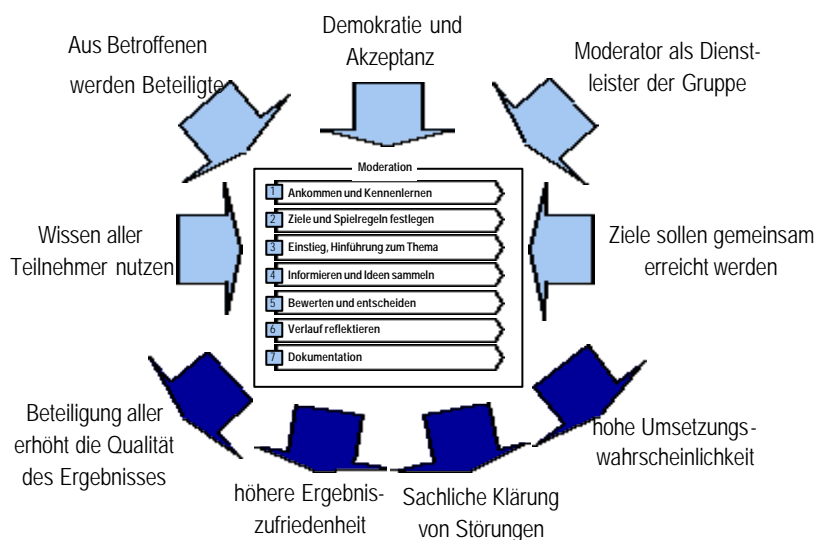 Aus Betroffenen
werden Beteiligte
Demokratie und
Akzeptanz
Moderator als Dienst-
leister der Gruppe
Wissen aller
Teilnehmer nutzen
Moderation
1 Ankommen und Kennenlernen
2 Ziele und Spielregeln festlegen
3 Einstieg, Hinführung zum Thema
4 Informieren und Ideen sammeln
5 Bewerten und entscheiden
6 Verlauf reflektieren
7 Dokumentation
Ziele sollen gemeinsam
erreicht werden
Beteiligung aller
erhöht die Qualität
des Ergebnisses
höhere Ergebnis-
zufriedenheit
Sachliche Klärung
von Störungen
hohe Umsetzungs-
wahrscheinlichkeit